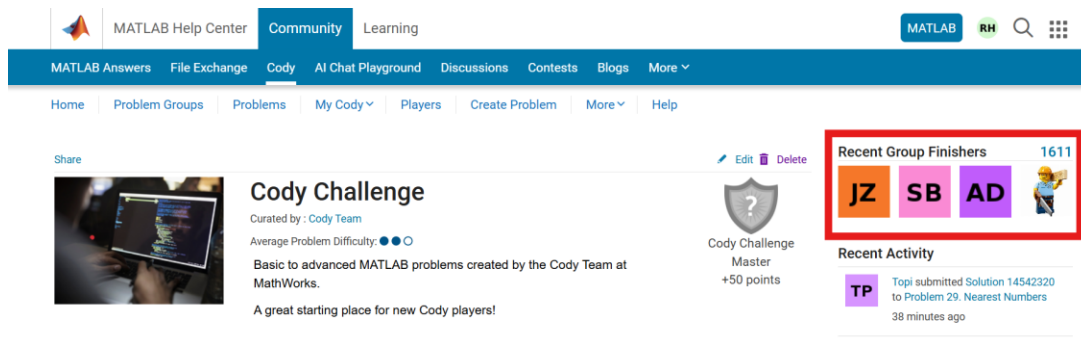 MATLAB Help Center Community Learning MATLAB RH
MATLAB Answers File Exchange Cody AI Chat Playground Discussions Contests Blogs More
Home Problem Groups Problems My Cody Players Create Problem More Help
Share Edit Delete
Cody Challenge
Curated by : Cody Team
Average Problem Difficulty:
Basic to advanced MATLAB problems created by the Cody Team at
MathWorks.
A great starting place for new Cody players!
?
Cody Challenge
Master
+50 points
Recent Group Finishers 1611
JZ SB AD
Recent Activity
TP
Topi submitted Solution 14542320
to Problem 29. Nearest Numbers
38 minutes ago